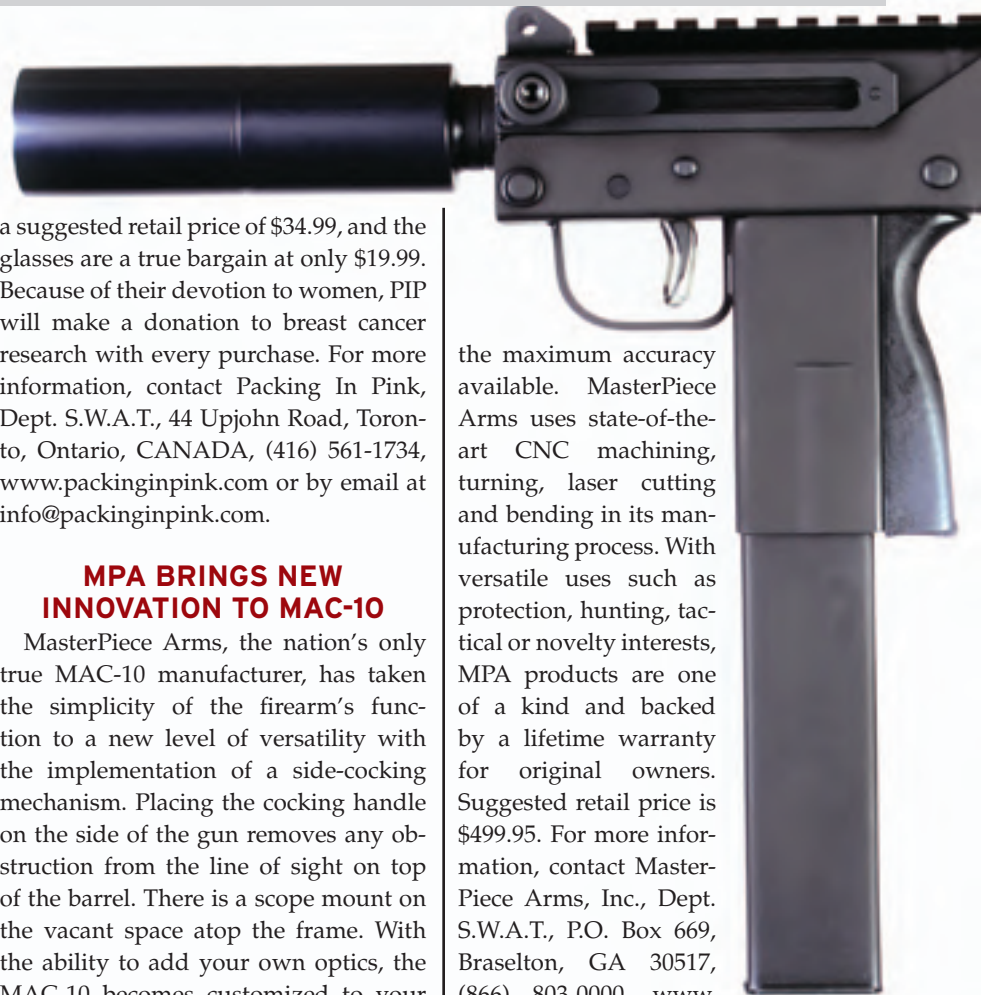 a suggested retail price of $34.99, and the
glasses are a true bargain at only $19.99.
Because of their devotion to women, PIP
will make a donation to breast cancer
research with every purchase. For more
information, contact Packing In Pink,
Dept. S.W.A.T., 44 Upjohn Road, Toron-
to, Ontario, CANADA, (416) 561-1734,
www.packinginpink.com or by email at
info@packinginpink.com.
MPA BRINGS NEW
INNOVATION TO MAC-10
MasterPiece Arms, the nation's only
true MAC-10 manufacturer, has taken
the simplicity of the firearm's func-
tion to a new level of versatility with
the implementation of a side-cocking
mechanism. Placing the cocking handle
on the side of the gun removes any ob-
struction from the line of sight on top
of the barrel. There is a scope mount on
the vacant space atop the frame. With
the ability to add your own optics, the
MAC-10 becomes customized to your
the maximum accuracy
available. MasterPiece
Arms uses state-of-the-
art CNC machining,
turning, laser cutting
and bending in its man-
ufacturing process. With
versatile uses such as
protection, hunting, tac-
tical or novelty interests,
MPA products are one
of a kind and backed
by a lifetime warranty
for original owners.
Suggested retail price is
$499.95. For more infor-
mation, contact Master-
Piece Arms, Inc., Dept.
S.W.A.T., P.O. Box 669,
Braselton, GA 30517,
(866) 803-0000, www.